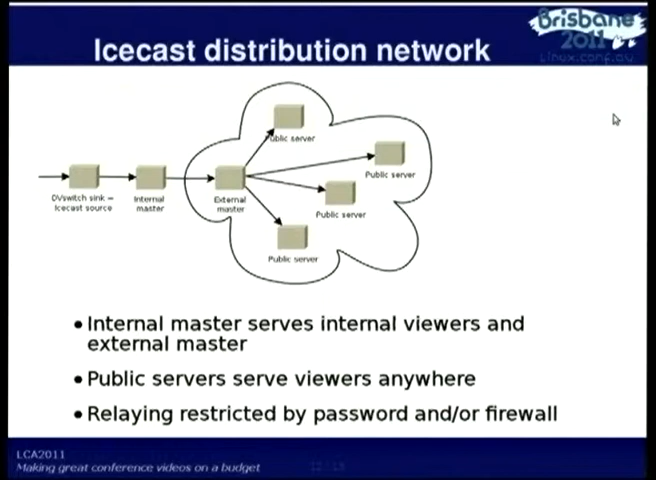 Brisbane
2011
linux.conf.au
Icecast distribution network
Public server
Public server
DVswitch sink –
Icecast source
Internal
master
External
master
Public server
Public server
• Internal master serves internal viewers and
external master
• Public servers serve viewers anywhere
• Relaying restricted by password and/or firewall
LCA2011
Making great conference videos on a budget